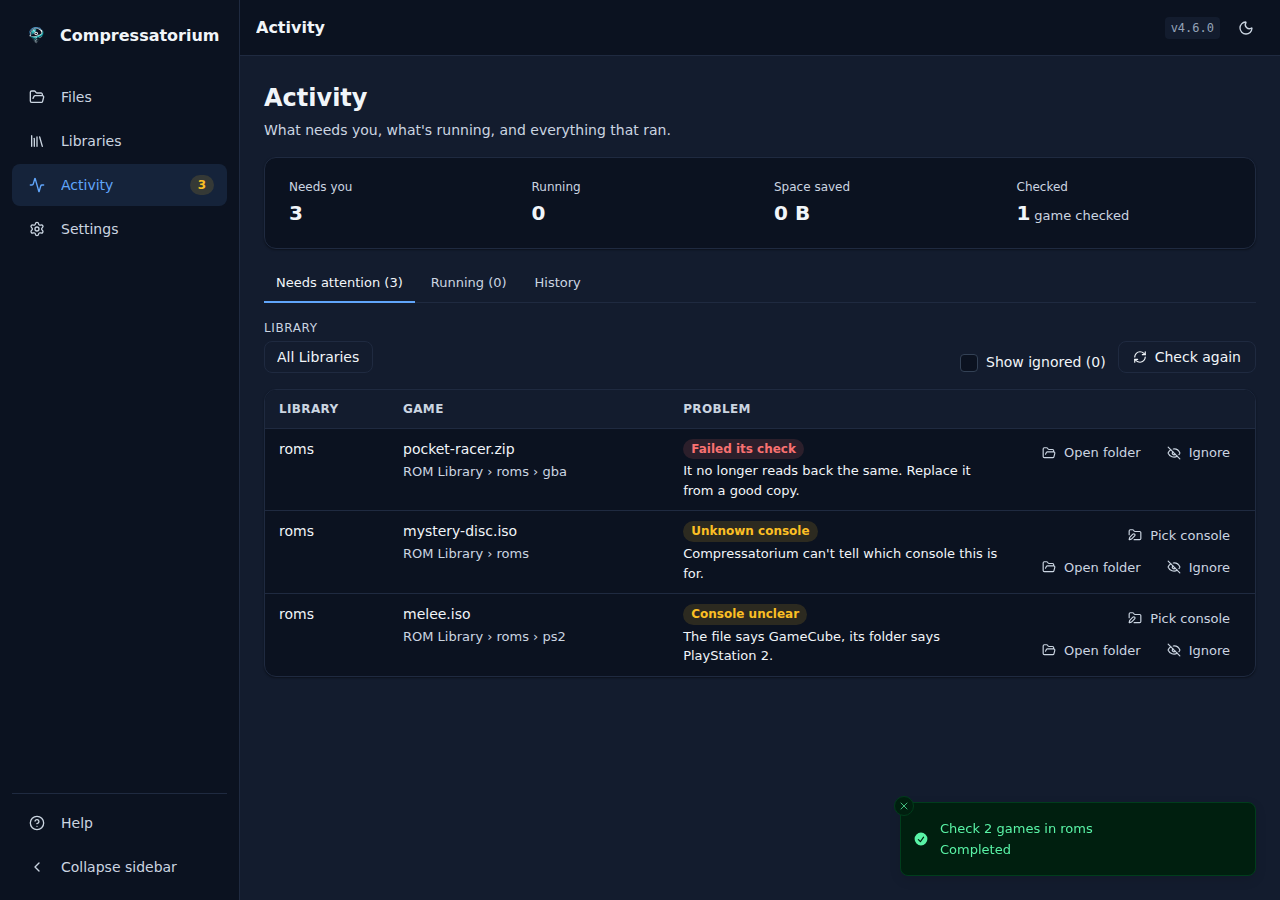 Compressatorium
Activity
v4.6.0
Files
Libraries
Activity
3
Settings
Activity
What needs you, what's running, and everything that ran.
Needs you
3
Running
0
Space saved
0 B
Checked
1 game checked
Needs attention (3)
Running (0)
History
LIBRARY
All Libraries
Show ignored (0)
Check again
LIBRARY
GAME
PROBLEM
roms
pocket-racer.zip
ROM Library › roms › gba
Failed its check
It no longer reads back the same. Replace it
from a good copy.
Open folder
Ignore
roms
mystery-disc.iso
ROM Library › roms
Unknown console
Compressatorium can't tell which console this is
for.
Pick console
Open folder
Ignore
roms
melee.iso
ROM Library › roms › ps2
Console unclear
The file says GameCube, its folder says
PlayStation 2.
Pick console
Open folder
Ignore
Help
Collapse sidebar
Check 2 games in roms
Completed